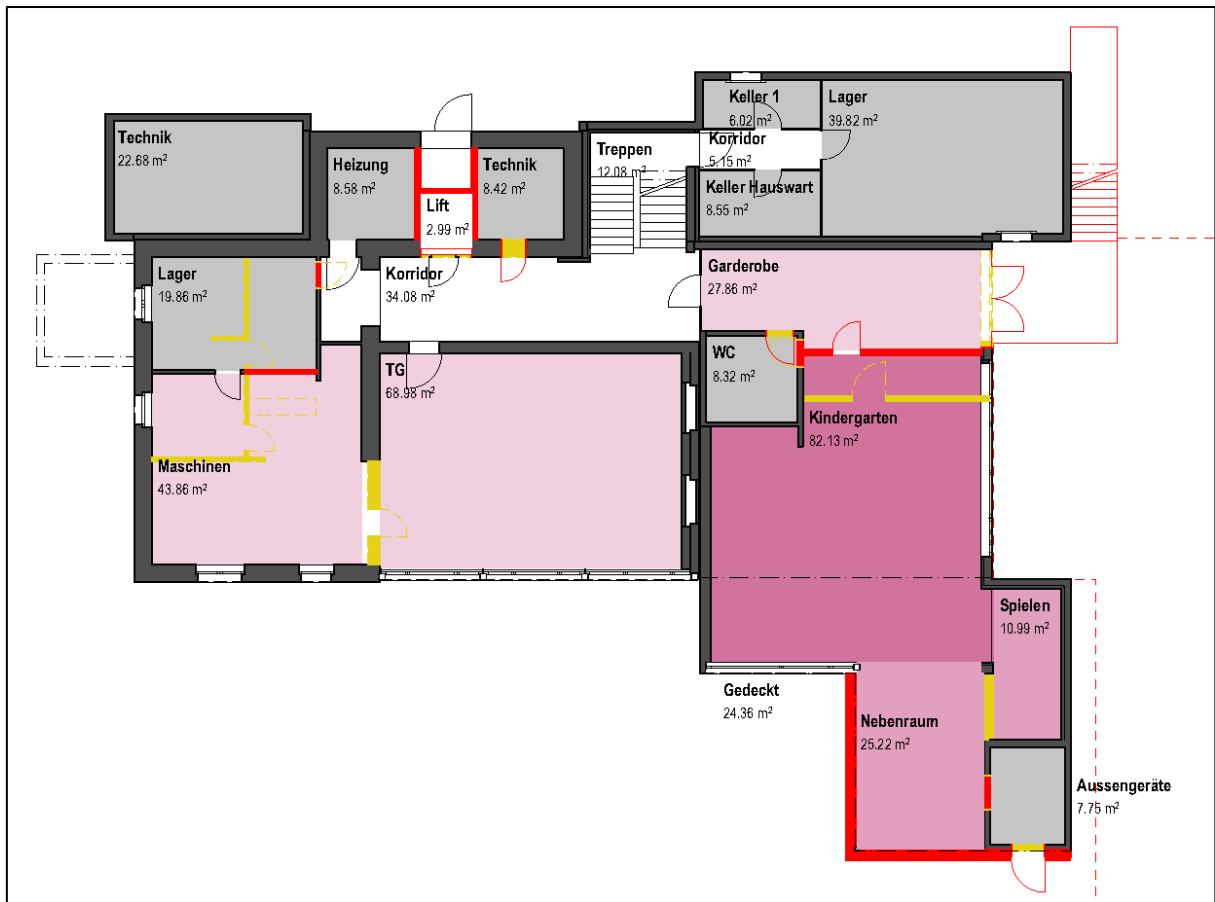 Keller 1
6.02 m²
Lager
39.82 m²
Technik
22.68 m²
Heizung
8.58 m²
Technik
8.42 m²
Treppen
12.08 m²
Korridor
5.15 m²
Keller Hauswart
8.55 m²
Lift
2.99 m²
Lager
19.86 m²
Korridor
34.08 m²
Garderobe
27.86 m²
WC
8.32 m²
TG
68.98 m²
Kindergarten
82.13 m²
Maschinen
43.86 m²
Spielen
10.99 m²
Gedeckt
24.36 m²
Nebenraum
25.22 m²
Aussengeräte
7.75 m²